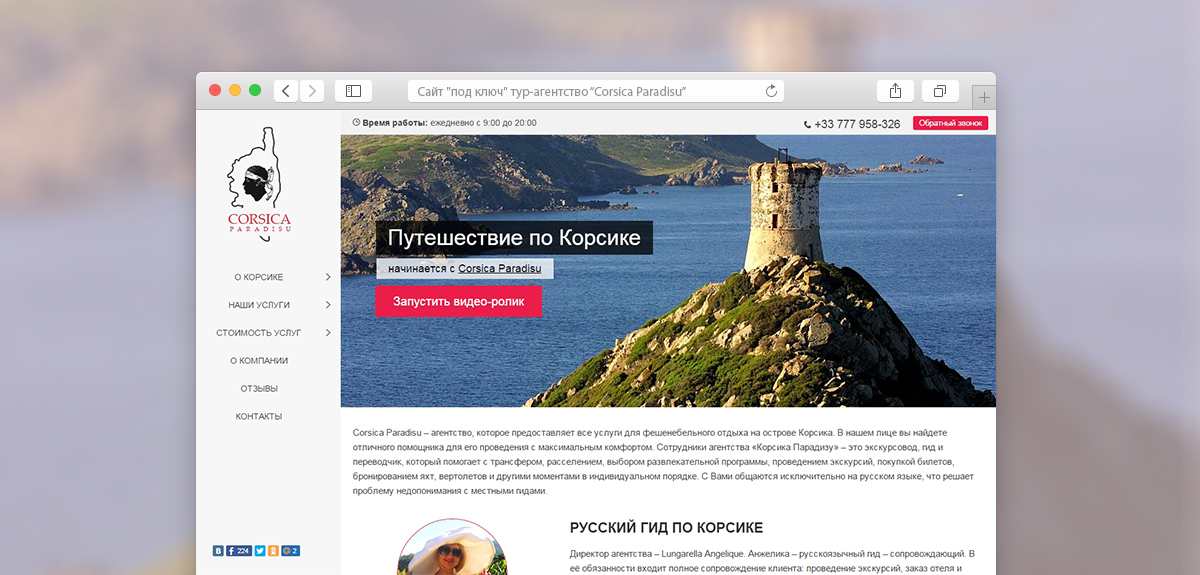 Сайт "под ключ" тур-агентство “Corsica Paradisu”
Время работы: ежедневно с 9:00 до 20:00
+33 777 958-326
Обратный звонок
CORSICA
PARADISU
О КОРСИКЕ
НАШИ УСЛУГИ
СТОИМОСТЬ УСЛУГ
О КОМПАНИИ
ОТЗЫВЫ
КОНТАКТЫ
224
2
Путешествие по Корсике
начинается с Corsica Paradisu
Запустить видео-ролик
Corsica Paradisu – агентство, которое предоставляет все услуги для фешенебельного отдыха на острове Корсика. В нашем лице вы найдете
отличного помощника для его проведения с максимальным комфортом. Сотрудники агентства «Корсика Парадизу» – это экскурсовод, гид и
переводчик, который помогает с трансфером, расселением, выбором развлекательной программы, проведением экскурсий, покупкой билетов,
бронированием яхт, вертолетов и другими моментами в индивидуальном порядке. С Вами общаются исключительно на русском языке, что решает
проблему недопонимания с местными гидами.
РУССКИЙ ГИД ПО КОРСИКЕ
Директор агентства – Lungarella Angelique. Анжелика – русскоязычный гид – сопровождающий. В
её обязанности входит полное сопровождение клиента: проведение экскурсий, заказ отеля и